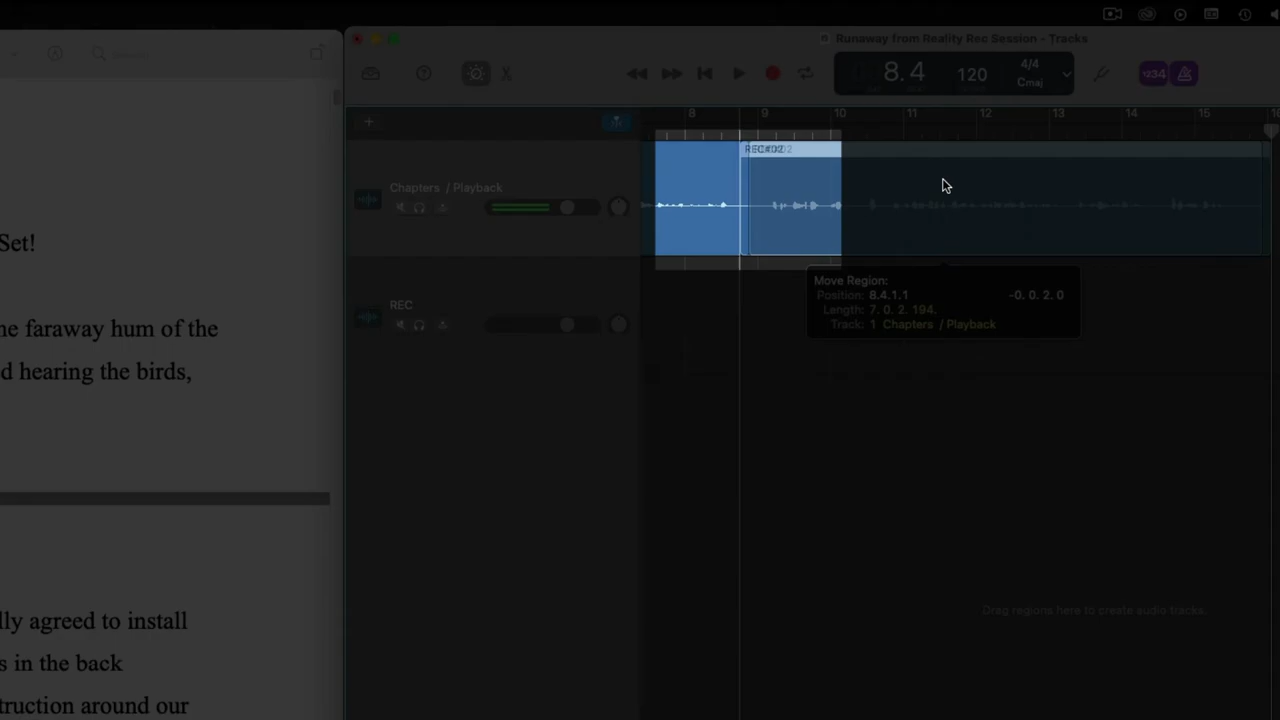 Runaway from Reality Rec Session - Tracks
8.4
120
4/4
Cmaj
1234
8 9 10 11 12 13 14 15
Chapters / Playback
REC
Move Region:
Position: 8.4.1.1 -0. 0. 2. 0
Length: 7. 0. 2. 194.
Track: 1 Chapters / Playback
Drag regions here to create audio tracks.
Set!
ne faraway hum of the
d hearing the birds,
lly agreed to install
s in the back
truction around our